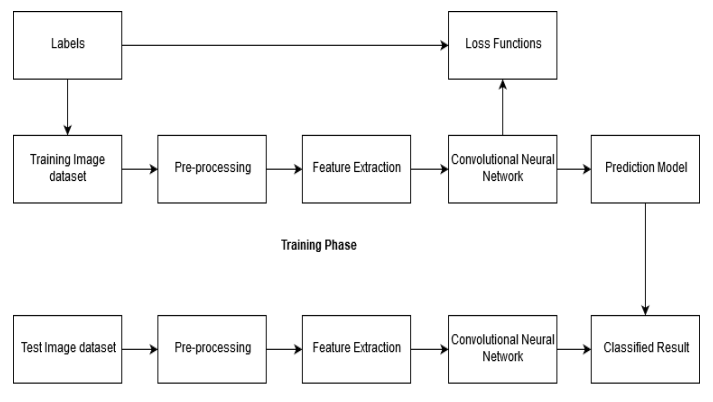 Labels
Loss Functions
Training Image
dataset
Pre-processing
Feature Extraction
Convolutional Neural
Network
Prediction Model
Training Phase
Test Image dataset
Pre-processing
Feature Extraction
Convolutional Neural
Network
Classified Result